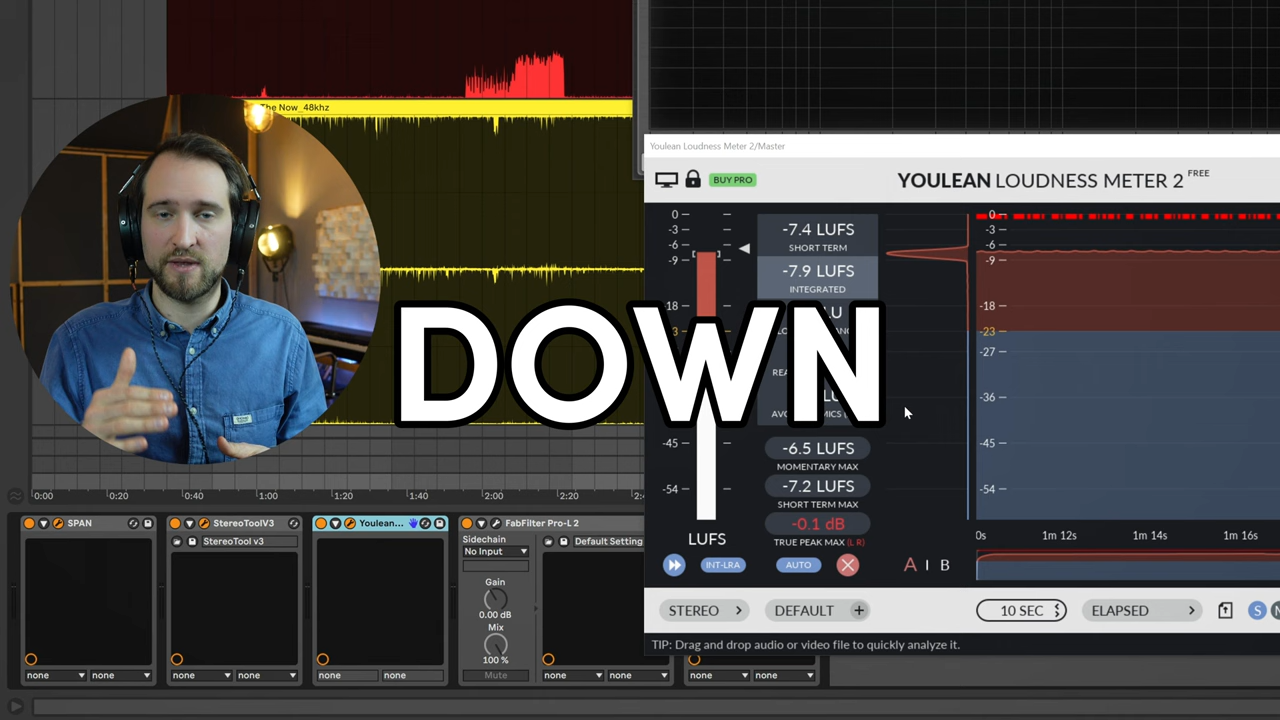 The Now_48khz
Youlean Loudness Meter 2/Master
BUY PRO
YOULEAN LOUDNESS METER 2 FREE
0
-3
-6
-9
-18
-45
-54
LUFS
-7.4 LUFS
SHORT TERM
-7.9 LUFS
INTEGRATED
DOWN
-6.5 LUFS
MOMENTARY MAX
-7.2 LUFS
SHORT TERM MAX
-0.1 dB
TRUE PEAK MAX (L R)
INT-LRA
AUTO
0
-3
-6
-9
-18
-23
-27
-36
-45
-54
0s
1m 12s
1m 14s
1m 16s
A I B
STEREO
DEFAULT +
10 SEC
ELAPSED
S
TIP: Drag and drop audio or video file to quickly analyze it.
0:00 0:20 0:40 1:00 1:20 1:40 2:00 2:20
SPAN
none none
StereoToolV3
StereoTool v3
none none
Youlean...
none none
FabFilter Pro-L 2
Sidechain
No Input
Gain
0.00 dB
Mix
100 %
Mute
Default Setting
none none
none none